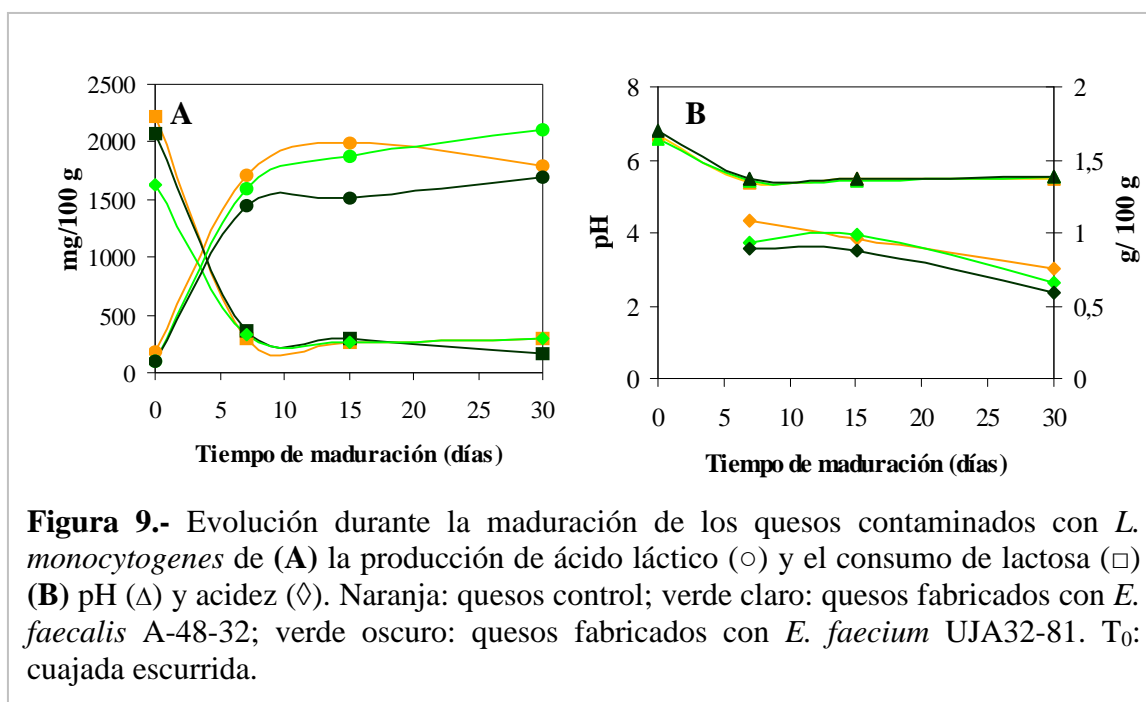 2500
2000
1500
1000
500
0
mg/100 g
A
0 5 10 15 20 25 30
Tiempo de maduración (días)
8
6
4
2
0
pH
B
2
1,5
1
0,5
0
g/ 100 g
0 5 10 15 20 25 30
Tiempo de maduración (días)
Figura 9.- Evolución durante la maduración de los quesos contaminados con L.
monocytogenes de (A) la producción de ácido láctico (○) y el consumo de lactosa (□)
(B) pH (Δ) y acidez (◊). Naranja: quesos control; verde claro: quesos fabricados con E.
faecalis A-48-32; verde oscuro: quesos fabricados con E. faecium UJA32-81. T₀:
cuajada escurrida.